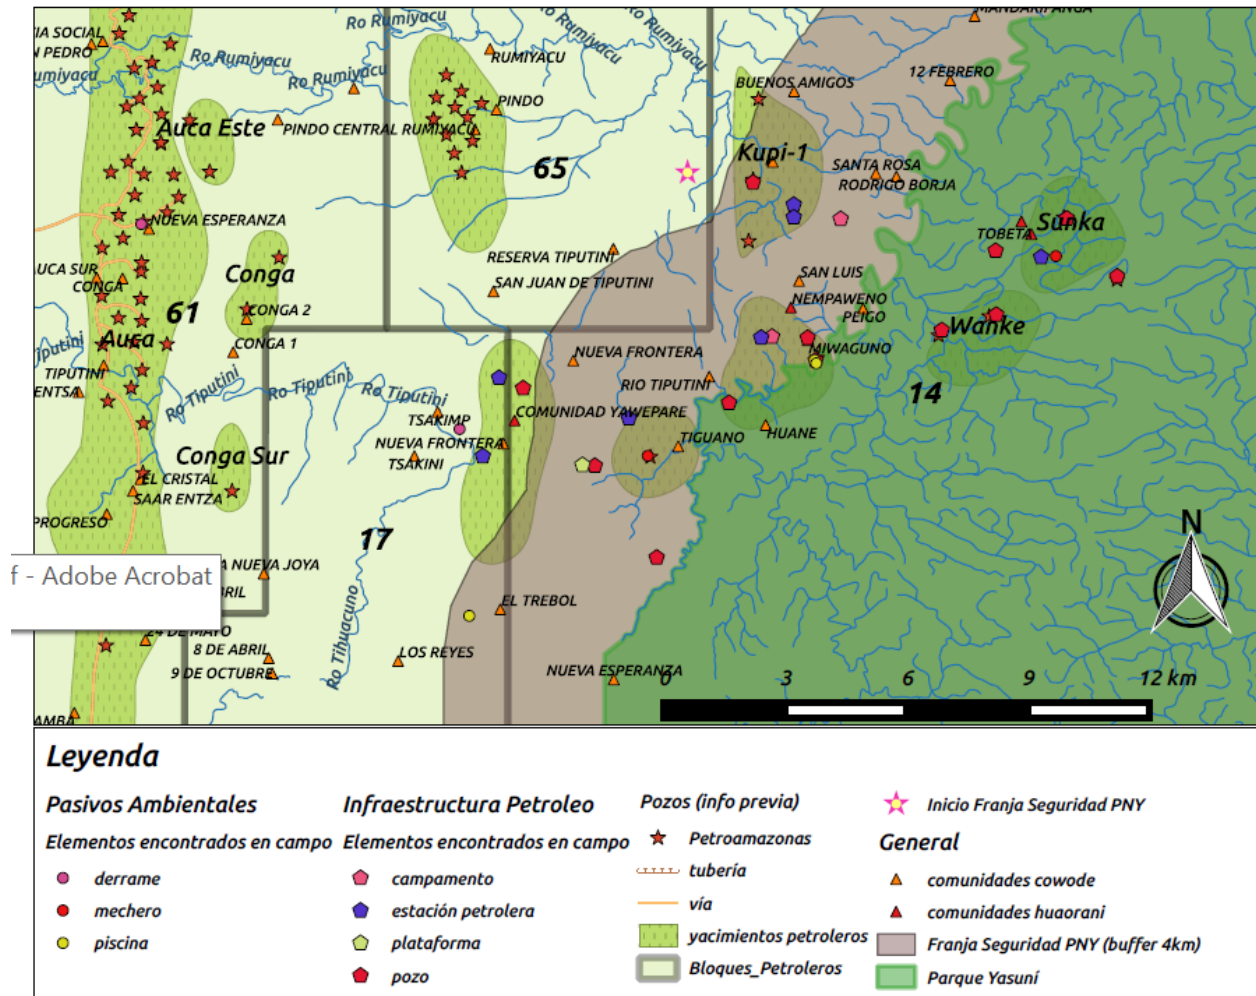 MANDARIPANGA
IA SOCIAL
N PEDRO
Ro Rumiyacu
Ro Rumiyacu
Ro Rumiyacu
Ro Rumiyacu
Ro Rumiyacu
umiyacu
RUMIYACU
BUENOS AMIGOS
12 FEBRERO
PINDO
Auca Este
PINDO CENTRAL RUMIYACU
Kupi-1
65
SANTA ROSA
RODRIGO BORJA
NUEVA ESPERANZA
Sunka
TOBETA
RESERVA TIPUTINI
LUCA SUR
CONGA
Conga
SAN JUAN DE TIPUTINI
SAN LUIS
61
CONGA 2
NEMPAWENO
PEIGO
Auca
Wanke
CONGA 1
NUEVA FRONTERA
MIWAGUNO
Tiputini
TIPUTINI
ENTSA
Ro Tiputini
Ro Tiputini
RIO TIPUTINI
14
TSAKIMP
COMUNIDAD YAWEPARE
HUANE
NUEVA FRONTERA
TIGUANO
Conga Sur
TSAKINI
EL CRISTAL
SAAR ENTZA
PROGRESO
17
N
f - Adobe Acrobat
A NUEVA JOYA
BRIL
EL TREBOL
Ro Tihuacuno
24 DE MAYO
8 DE ABRIL
LOS REYES
9 DE OCTUBRE
NUEVA ESPERANZA
0 3 6 9 12 km
AMBA
Leyenda
Pasivos Ambientales
Elementos encontrados en campo
derrame
mechero
piscina
Infraestructura Petroleo
Elementos encontrados en campo
campamento
estación petrolera
plataforma
pozo
Pozos (info previa)
Petroamazonas
tubería
vía
yacimientos petroleros
Bloques_Petroleros
Inicio Franja Seguridad PNY
General
comunidades cowode
comunidades huaorani
Franja Seguridad PNY (buffer 4km)
Parque Yasuní